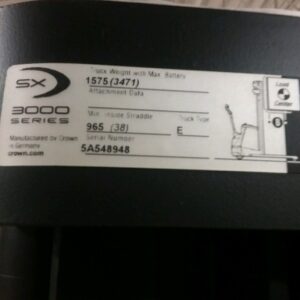 SX
3000
SERIES
Manufactured by Crown
in Germany
crown.com
Truck Weight with Max. Battery
1575 (3471)
Attachment Data
Min. Inside Straddle
Truck Type
965 (38)
E
Serial Number
5A548948
Load
Center